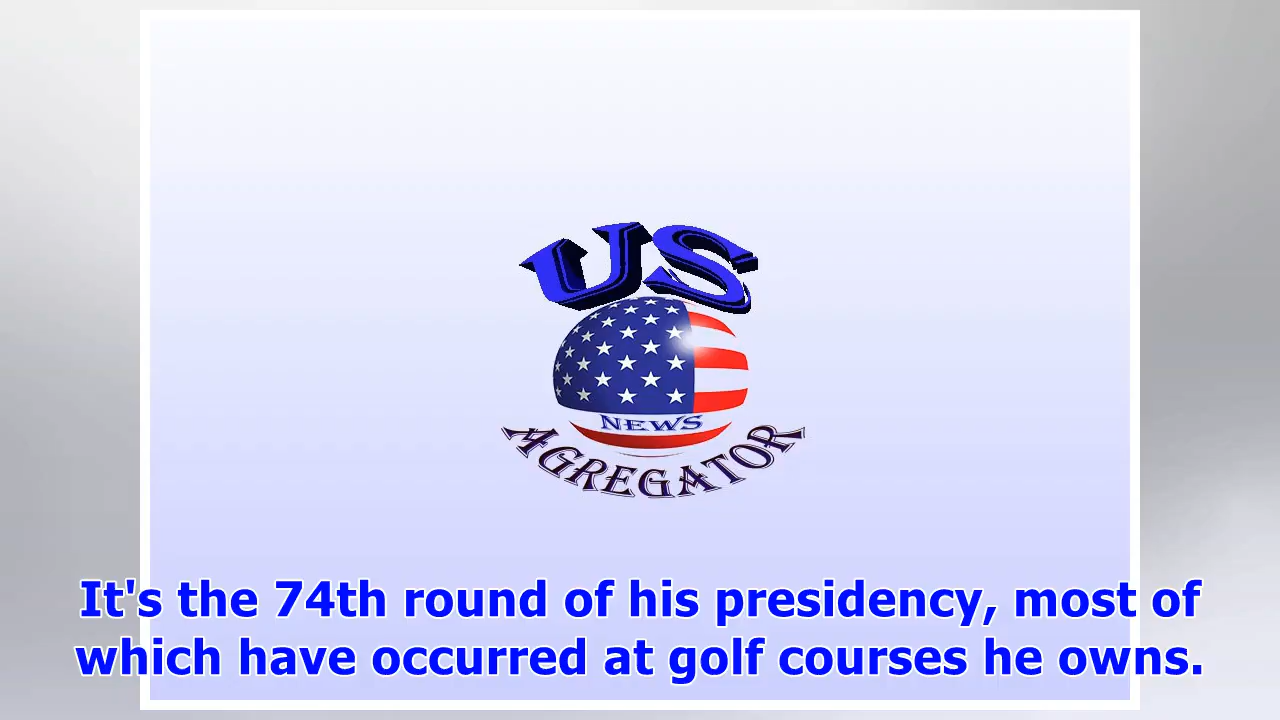 US
NEWS
AGREGATOR
It's the 74th round of his presidency, most of
which have occurred at golf courses he owns.